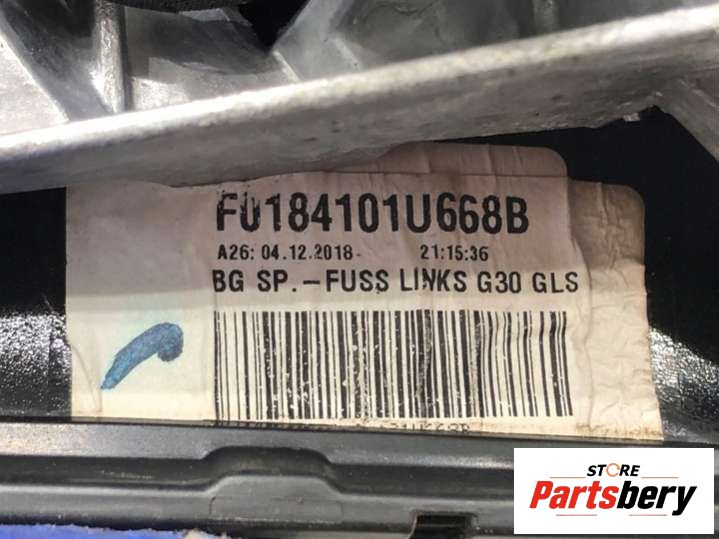 F0184101U668B
A26: 04.12.2018- 21:15:36
BG SP.-FUSS LINKS G30 GLS
STORE
Partsbery